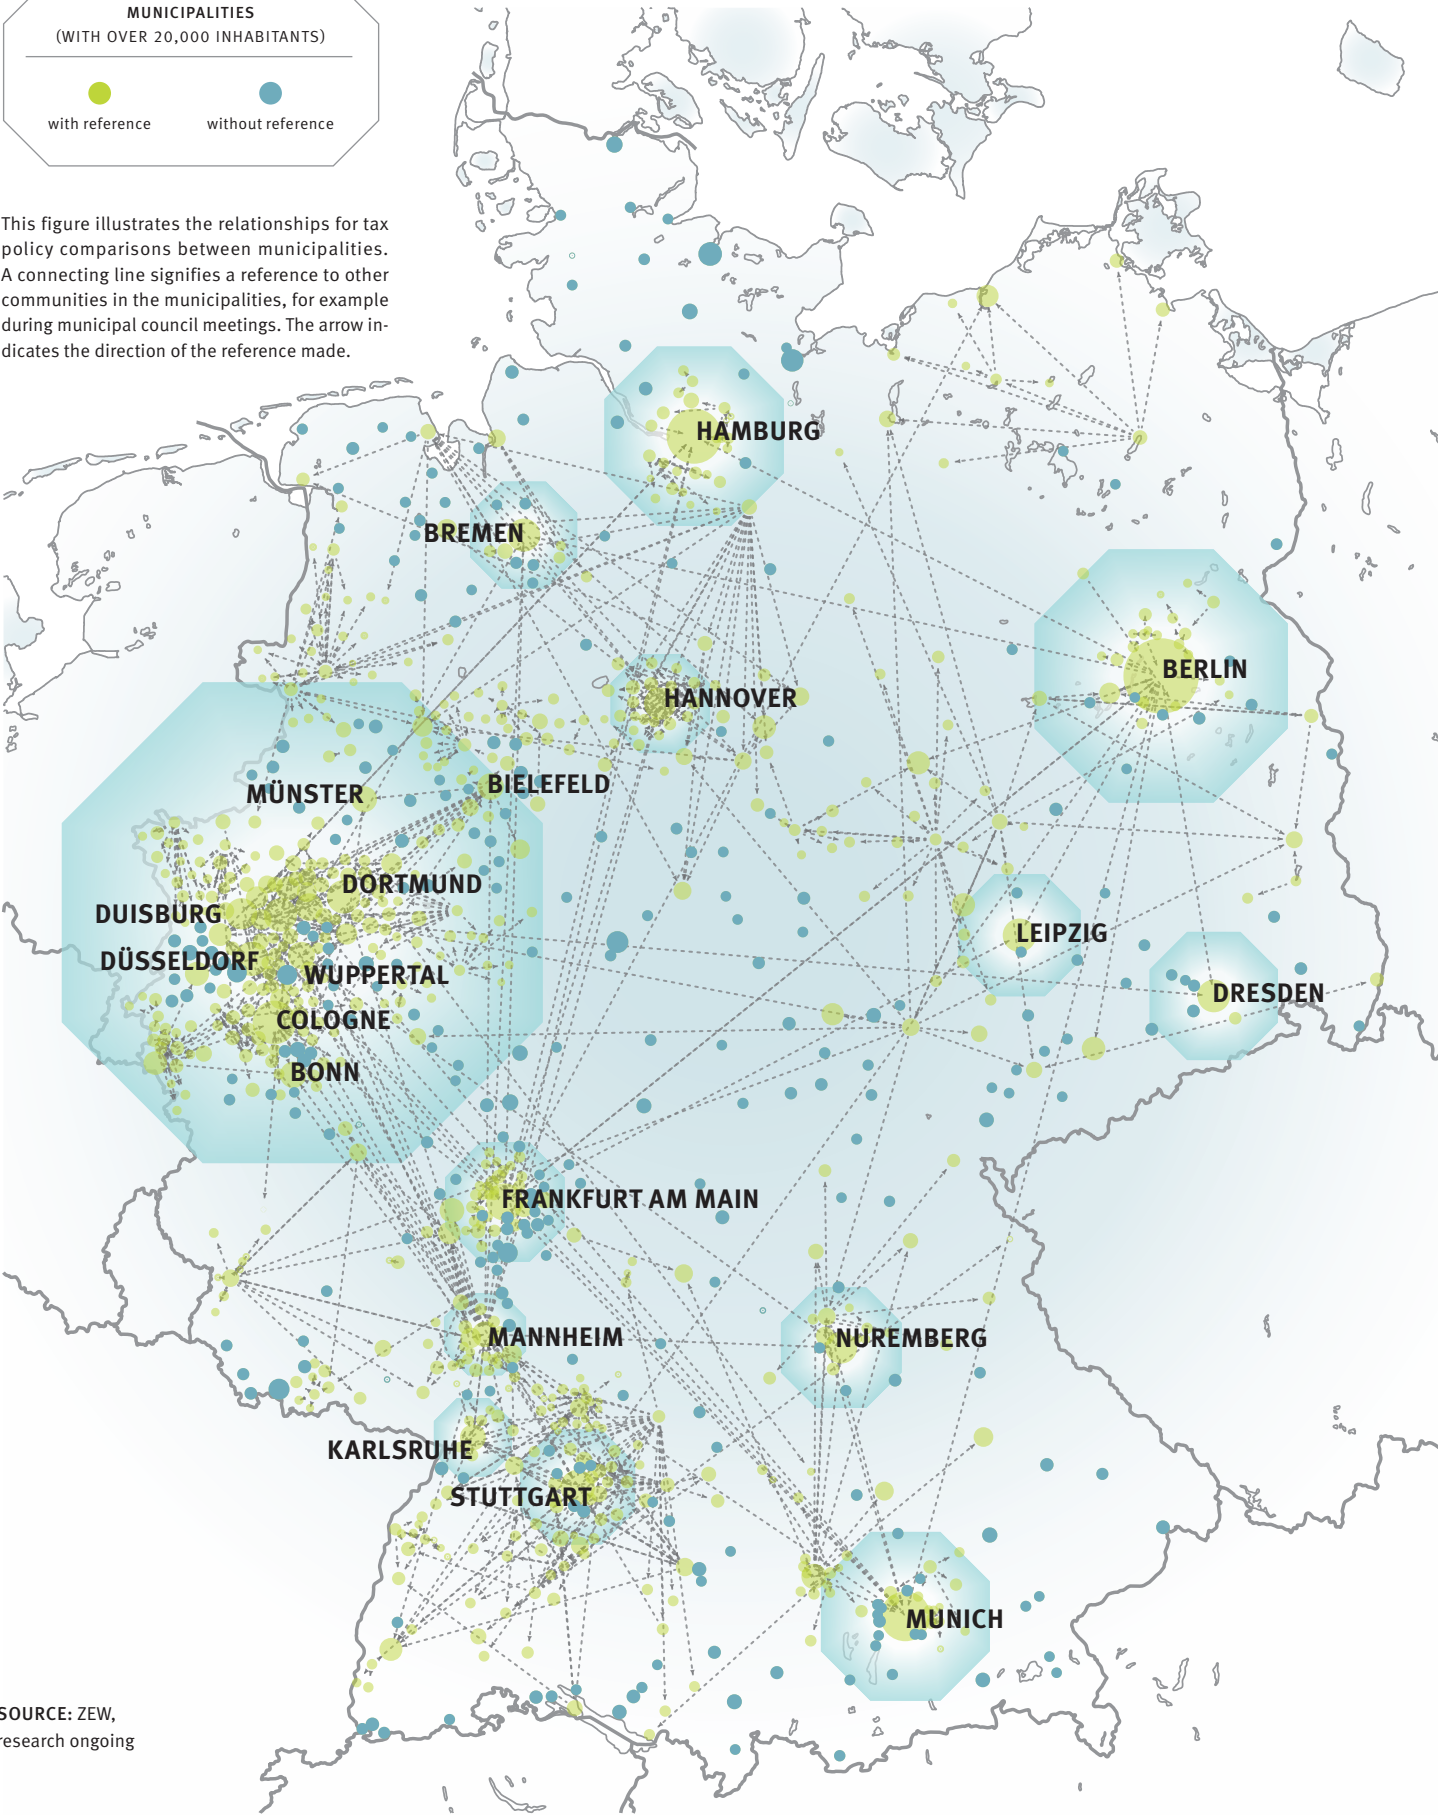 MUNICIPALITIES
(WITH OVER 20,000 INHABITANTS)
with reference
without reference
This figure illustrates the relationships for tax
policy comparisons between municipalities.
A connecting line signifies a reference to other
communities in the municipalities, for example
during municipal council meetings. The arrow in-
dicates the direction of the reference made.
HAMBURG
BREMEN
BERLIN
HANNOVER
BIELEFELD
MÜNSTER
DORTMUND
DUISBURG
LEIPZIG
DÜSSELDORF
WUPPERTAL
DRESDEN
COLOGNE
BONN
FRANKFURT AM MAIN
MANNHEIM
NUREMBERG
KARLSRUHE
STUTTGART
MUNICH
SOURCE: ZEW,
research ongoing